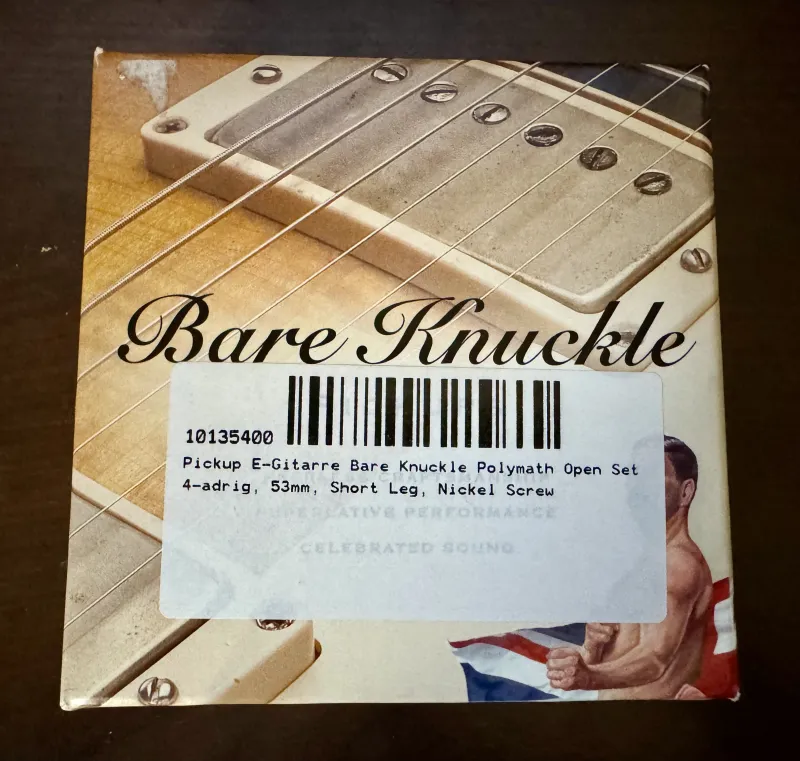 Bare Knuckle
10135400
Pickup E-Gitarre Bare Knuckle Polymath Open Set
4-adrig, 53mm, Short Leg, Nickel Screw
PERFORMANCE
CELEBRATED SOUND